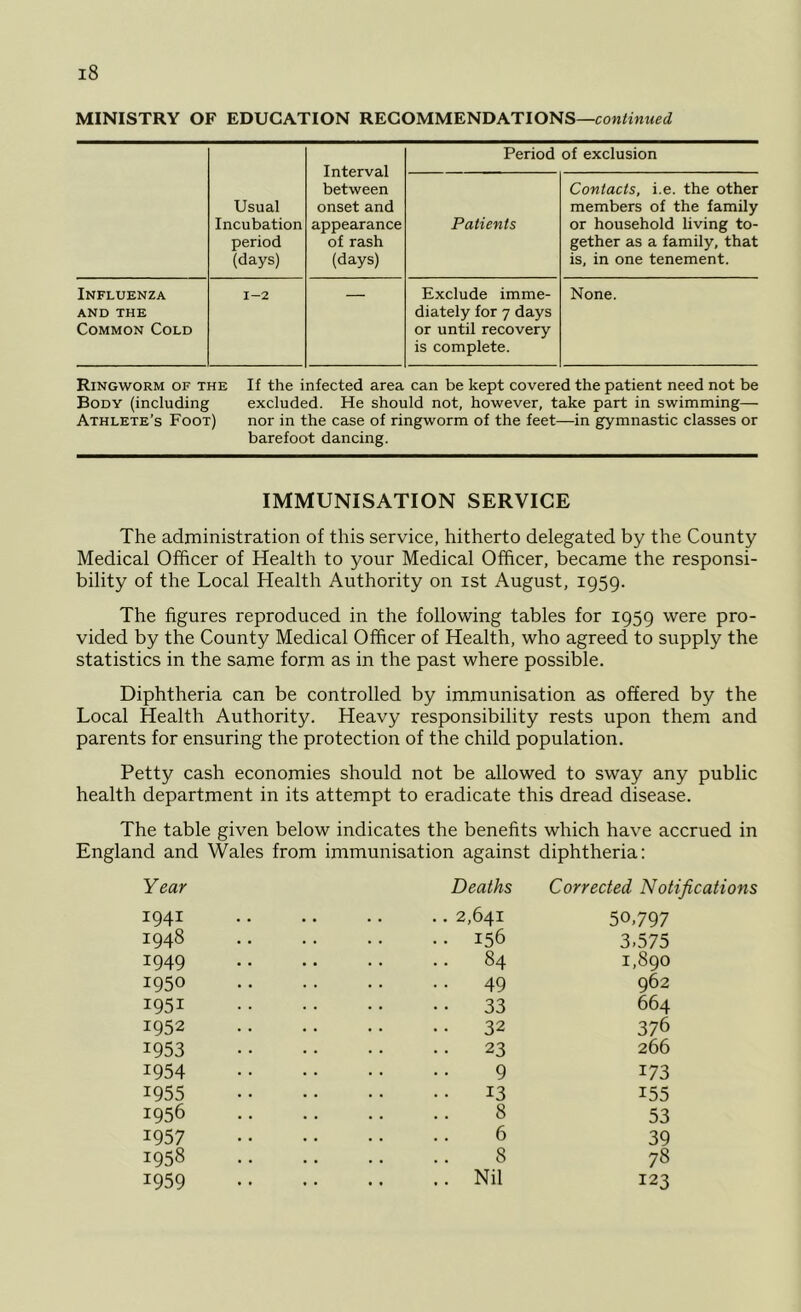 18
MINISTRY OF EDUCATION RECOMMENDATIONS—continued
Usual
Incubation
period
(days)
Interval
between
onset and
appearance
of rash
(days)
Period of exclusion
Patients
Contacts, i.e. the other
members of the family
or household living to-
gether as a family, that
is, in one tenement.
Influenza
and the
Common Cold
1–2
—
Exclude imme-
diately for 7 days
or until recovery
is complete.
None.
Ringworm of the
Body (including
Athlete's Foot)
If the infected area can be kept covered the patient need not be
excluded. He should not, however, take part in swimming—
nor in the case of ringworm of the feet—in gymnastic classes or
barefoot dancing.
IMMUNISATION SERVICE
The administration of this service, hitherto delegated by the County
Medical Officer of Health to your Medical Officer, became the responsi-
bility of the Local Health Authority on 1st August, 1959.
The figures reproduced in the following tables for 1959 were pro-
vided by the County Medical Officer of Health, who agreed to supply the
statistics in the same form as in the past where possible.
Diphtheria can be controlled by immunisation as offered by the
Local Health Authority. Heavy responsibility rests upon them and
parents for ensuring the protection of the child population.
Petty cash economies should not be allowed to sway any public
health department in its attempt to eradicate this dread disease.
The table given below indicates the benefits which have accrued in
England and Wales from immunisation against diphtheria:
Year Deaths Corrected Notifications
1941 .. .. .. .. 2,641 50,797
1948 .. .. .. .. 156 3,575
1949 .. .. .. .. 84 1,890
1950 .. .. .. .. 49 962
1951 .. .. .. .. 33 664
1952 .. .. .. .. 32 376
1953 .. .. .. .. 23 266
1954 .. .. .. .. 9 173
1955 .. .. .. .. 13 155
1956 .. .. .. .. 8 53
1957 .. .. .. .. 6 39
1958 .. .. .. .. 8 78
1959 .. .. .. .. Nil 123